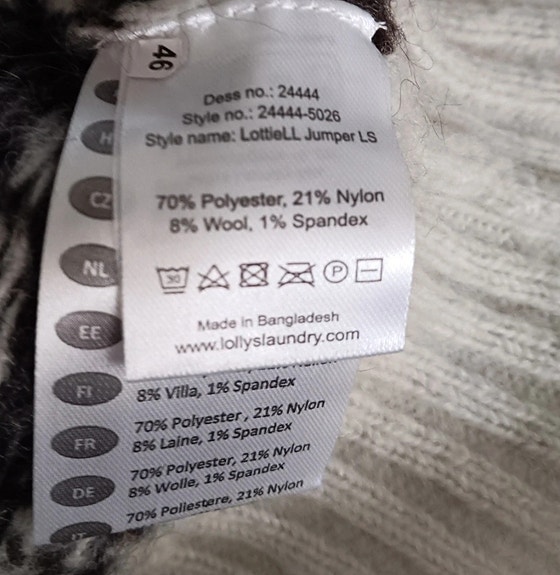 46
Dess no.: 24444
Style no.: 24444-5026
Style name: LottieLL Jumper LS
70% Polyester, 21% Nylon
8% Wool, 1% Spandex
30
P
Made in Bangladesh
www.lollyslaundry.com
H
CZ
NL
EE
FI
8% Villa, 1% Spandex
FR
70% Polyester , 21% Nylon
8% Laine, 1% Spandex
DE
70% Polyester, 21% Nylon
8% Wolle, 1% Spandex
70% Poliestere, 21% Nylon